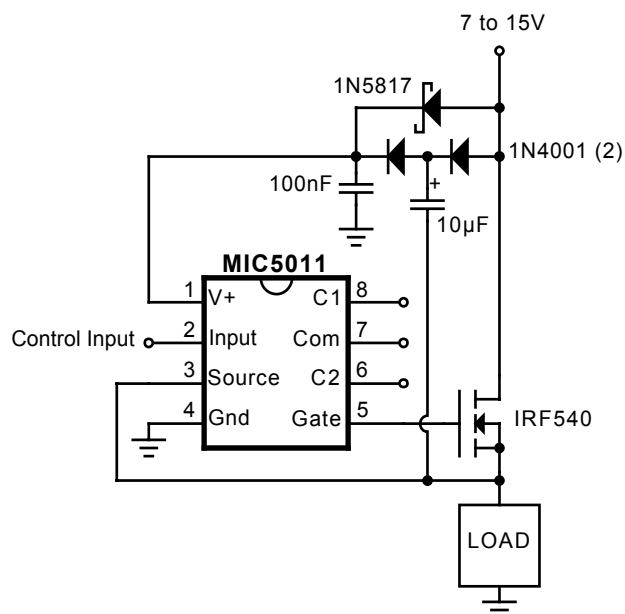 7 to 15V
1N5817
1N4001 (2)
100nF
+
10µF
MIC5011
1 V+ C1 8
Control Input 2 Input Com 7
3 Source C2 6
4 Gnd Gate 5
IRF540
LOAD